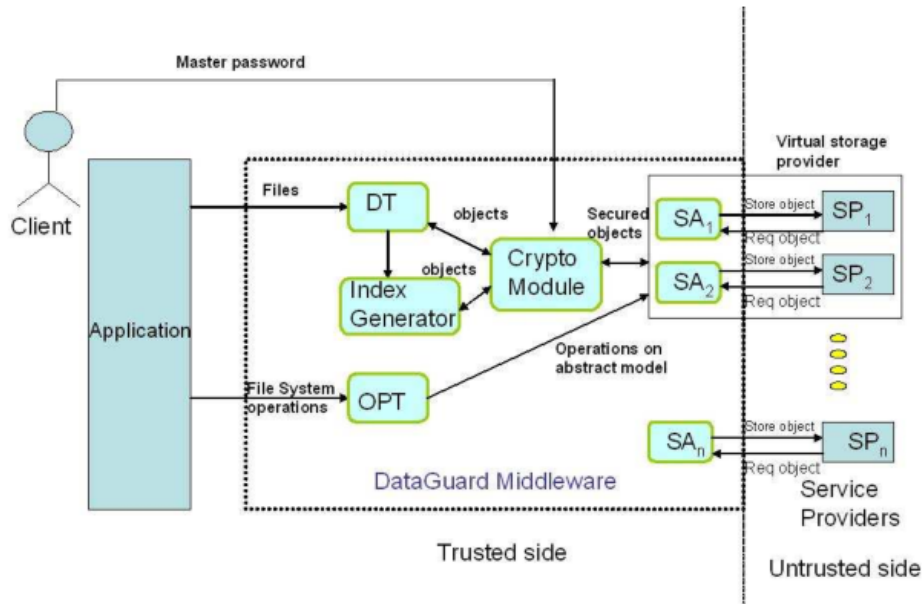 Master password
Virtual storage
provider
Client
Files
DT
objects
Secured
objects
SA1
Store object
SP1
Req object
objects
Crypto
Module
Index
Generator
SA2
Store object
SP2
Req object
Application
Operations on
abstract model
File System
operations
OPT
SAn
Store object
SPn
Req object
DataGuard Middleware
Service
Providers
Trusted side
Untrusted side